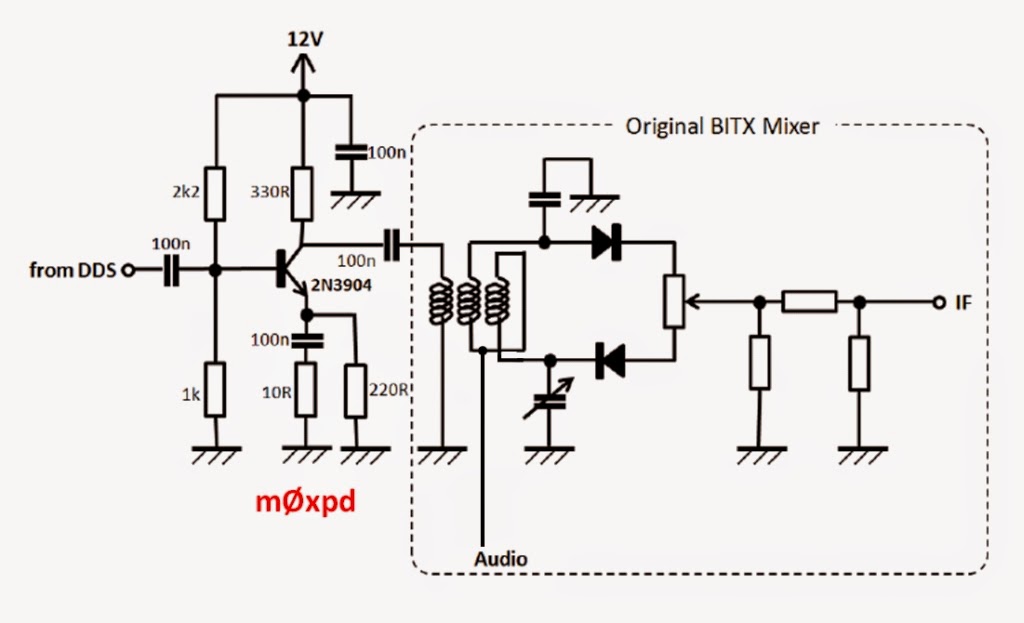 12V
Original BITX Mixer
100n
2k2
330R
100n
100n
from DDS
2N3904
IF
100n
1k
10R
220R
mØxpd
Audio